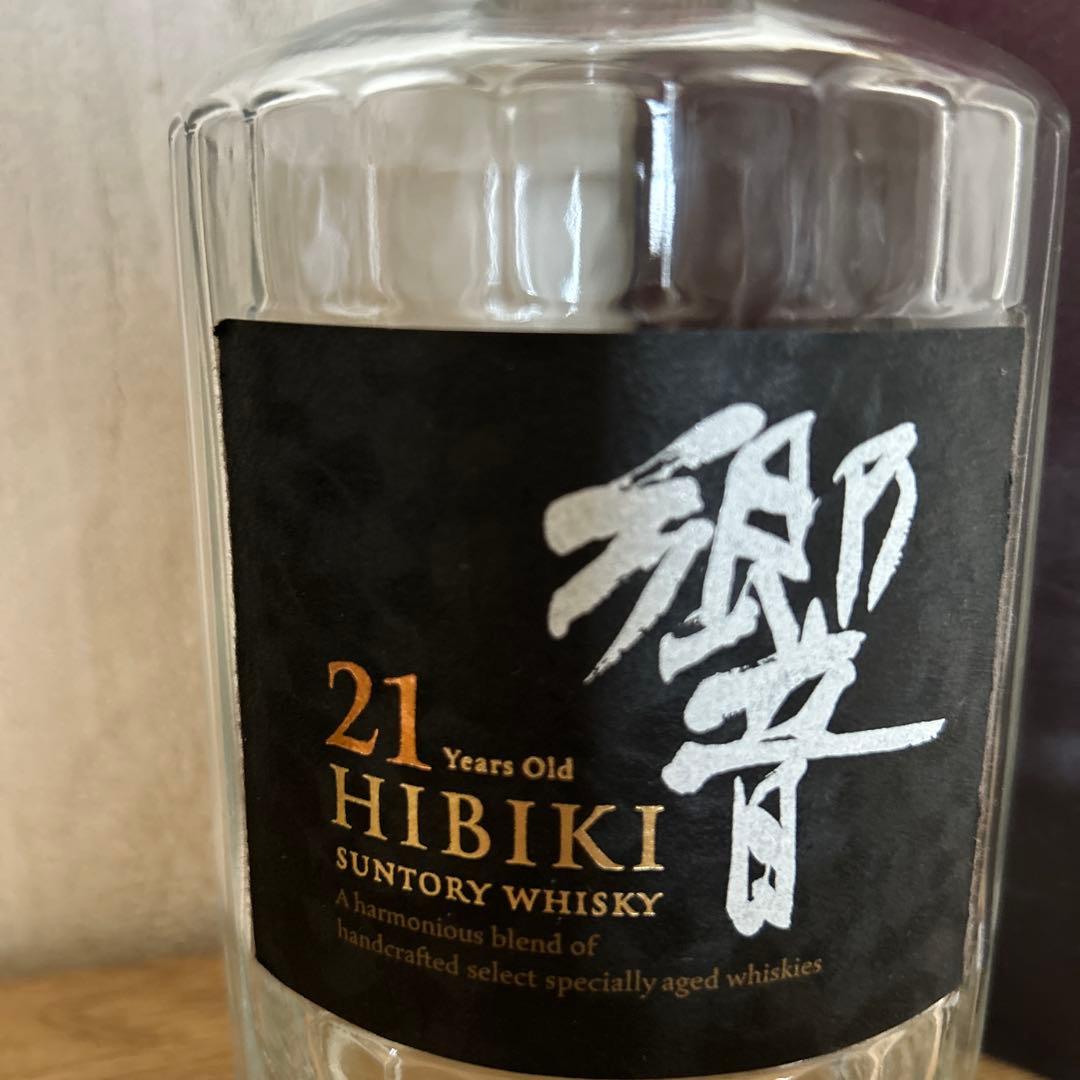 響
21 Years Old
HIBIKI
SUNTORY WHISKY
A harmonious blend of
handcrafted select specially aged whiskies